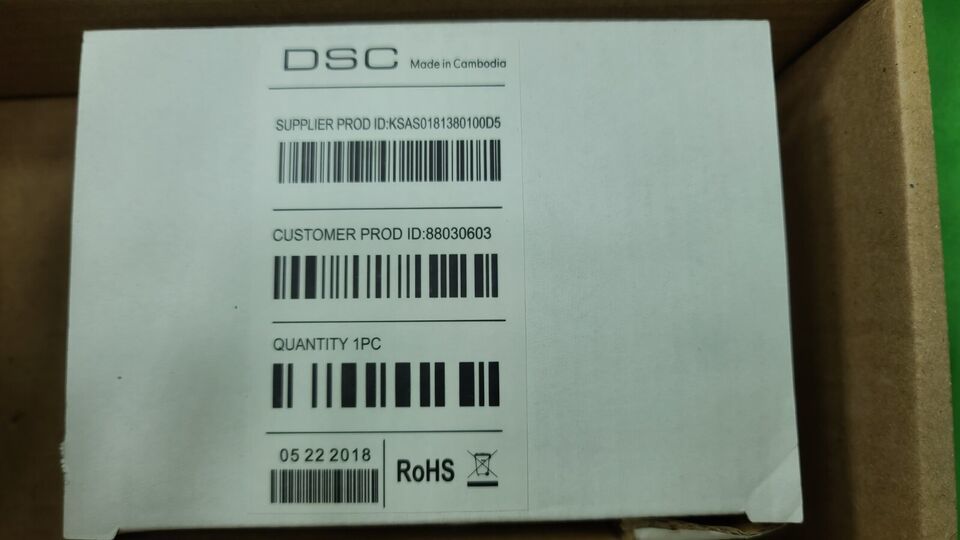 DSC Made in Cambodia
SUPPLIER PROD ID:KSAS0181380100D5
CUSTOMER PROD ID:88030603
QUANTITY 1PC
05 22 2018
RoHS